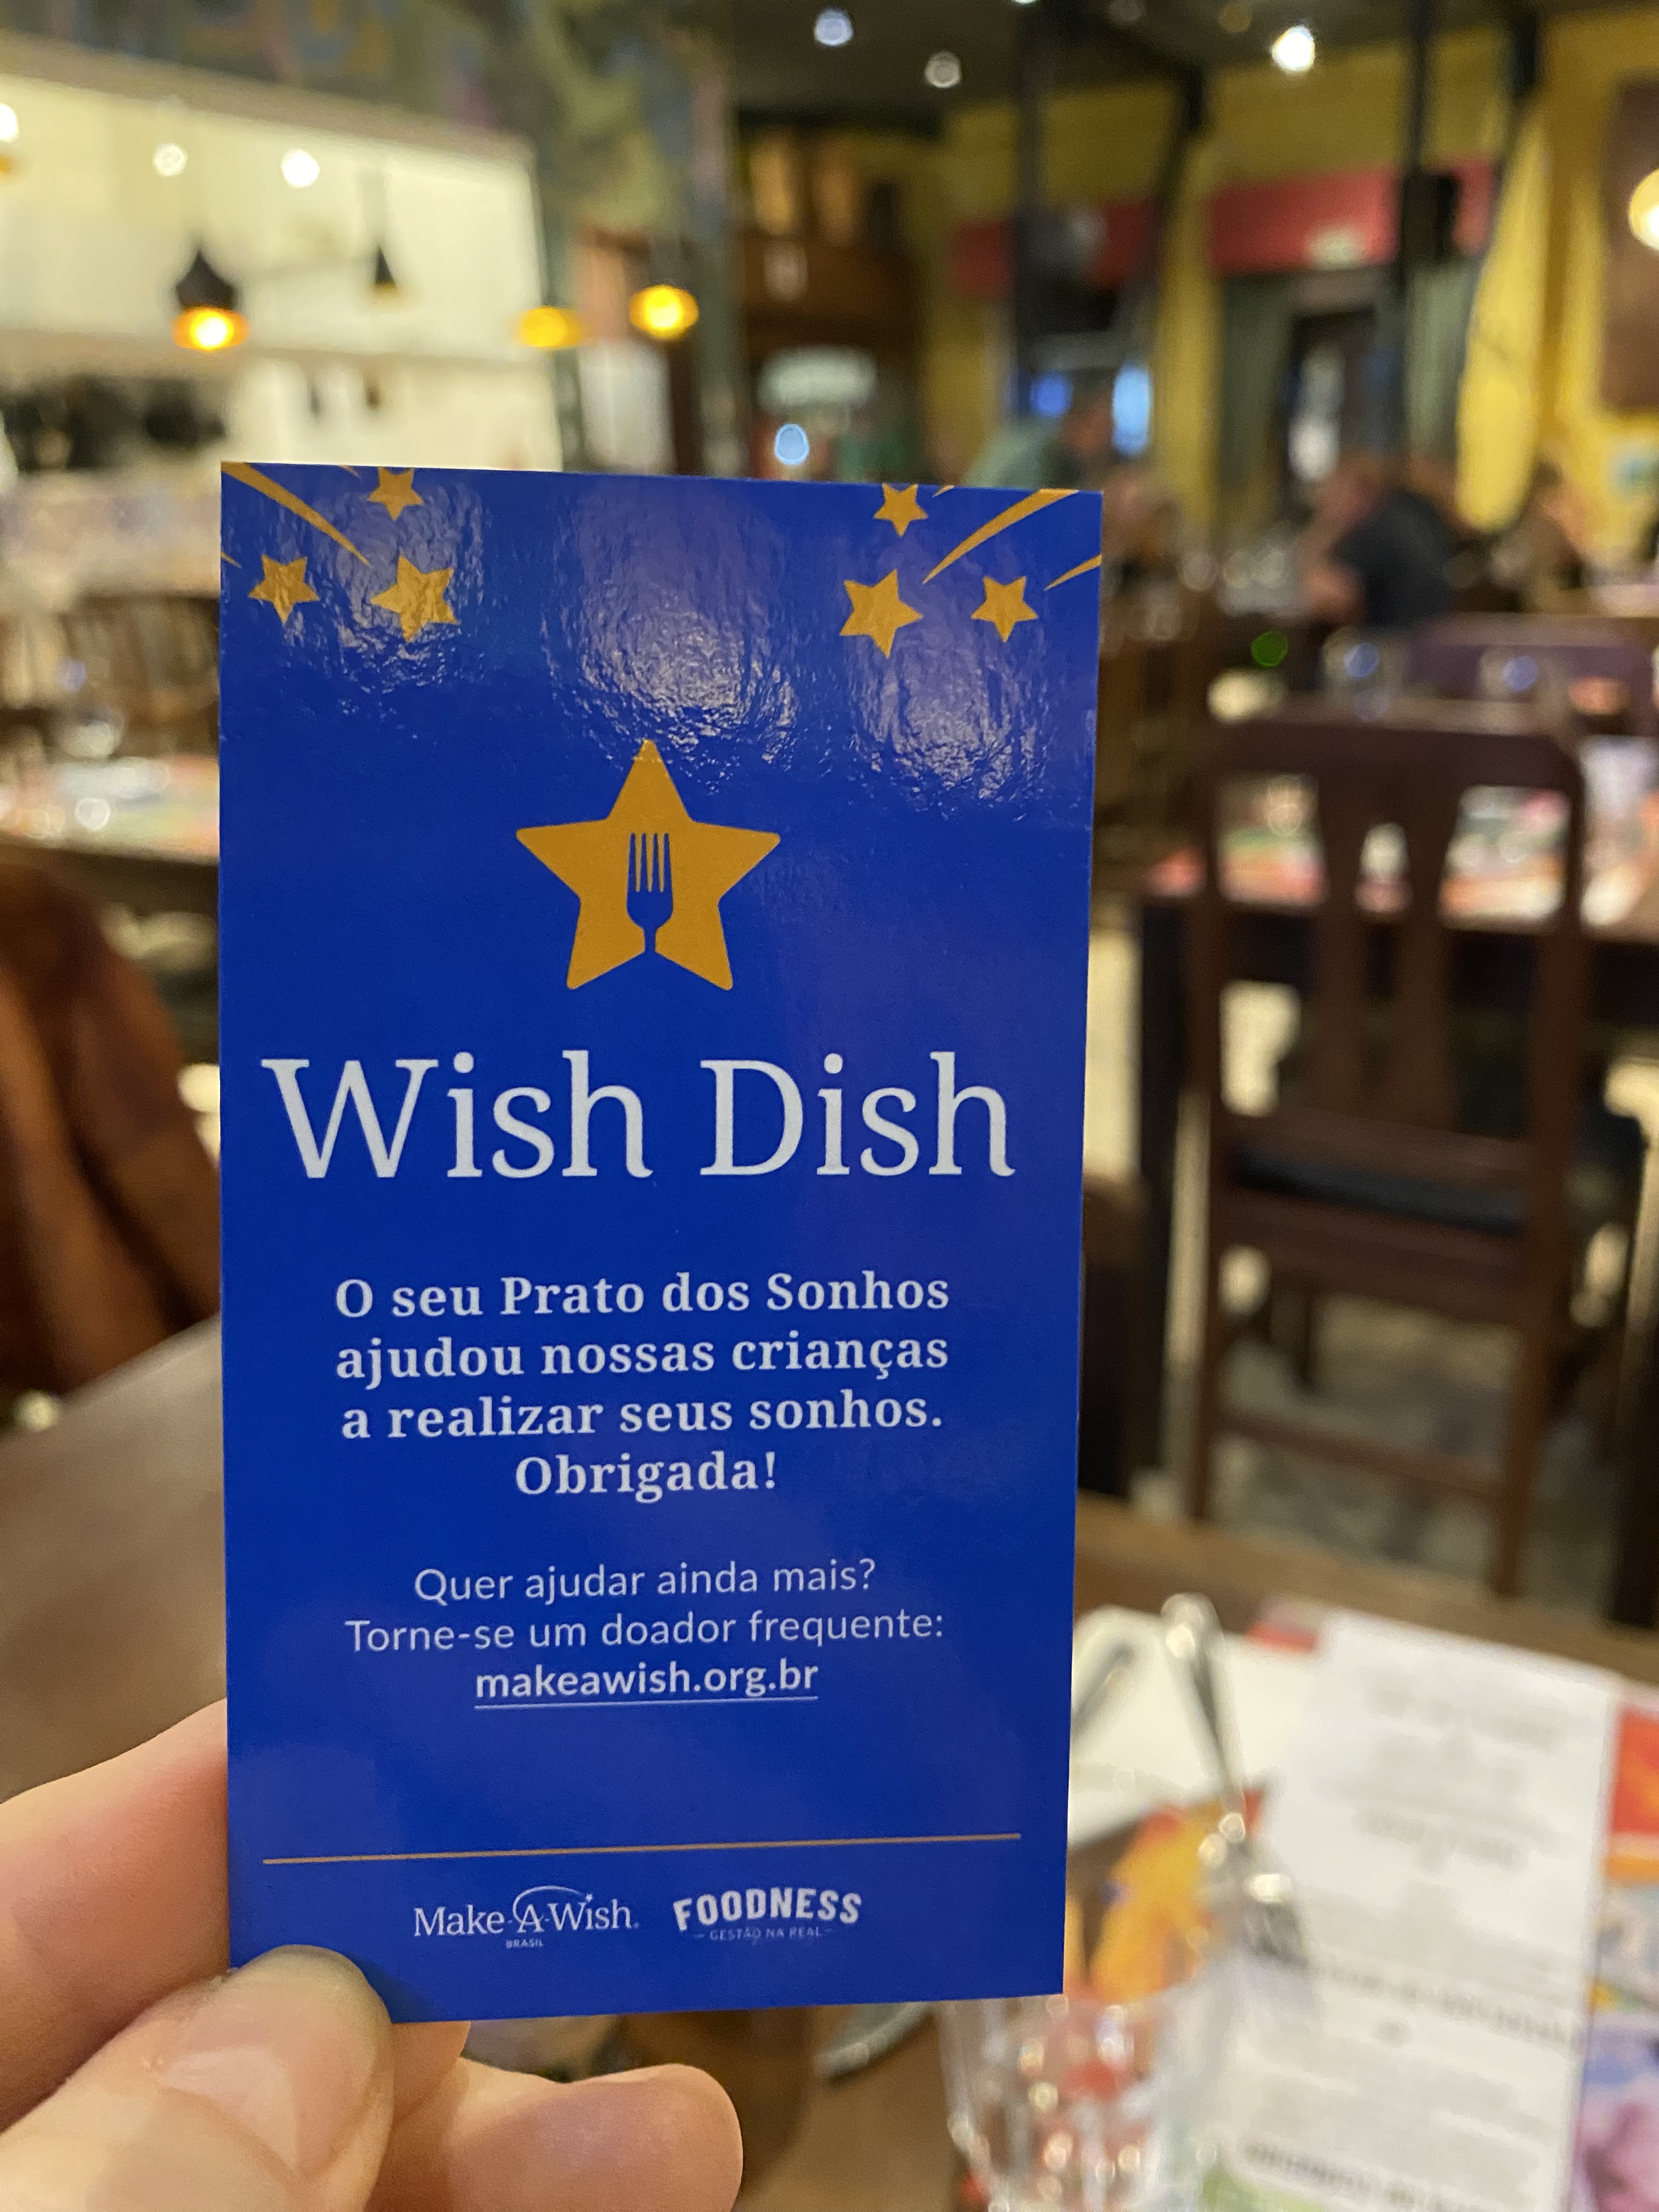 Wish Dish
O seu Prato dos Sonhos
ajudou nossas crianças
a realizar seus sonhos.
Obrigada!
Quer ajudar ainda mais?
Torne-se um doador frequente:
makeawish.org.br
Make-A-Wish.
BRASIL
FOODNESS
GESTÃO NA REAL